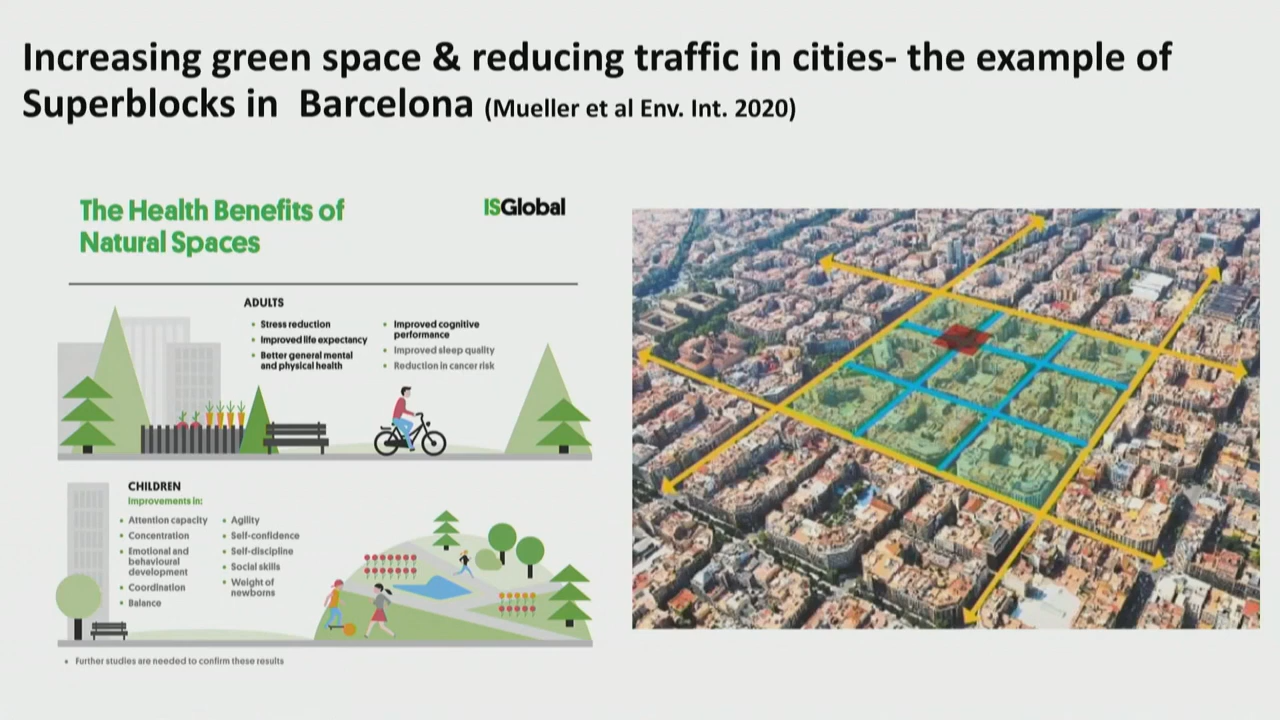 Increasing green space & reducing traffic in cities- the example of
Superblocks in Barcelona (Mueller et al Env. Int. 2020)
The Health Benefits of
Natural Spaces
ISGlobal
ADULTS
• Stress reduction
• Improved life expectancy
• Better general mental
and physical health
• Improved cognitive
performance
• Improved sleep quality
• Reduction in cancer risk
CHILDREN
Improvements in:
• Attention capacity
• Concentration
• Emotional and
behavioural
development
• Coordination
• Balance
• Agility
• Self-confidence
• Self-discipline
• Social skills
• Weight of
newborns
• Further studies are needed to confirm these results